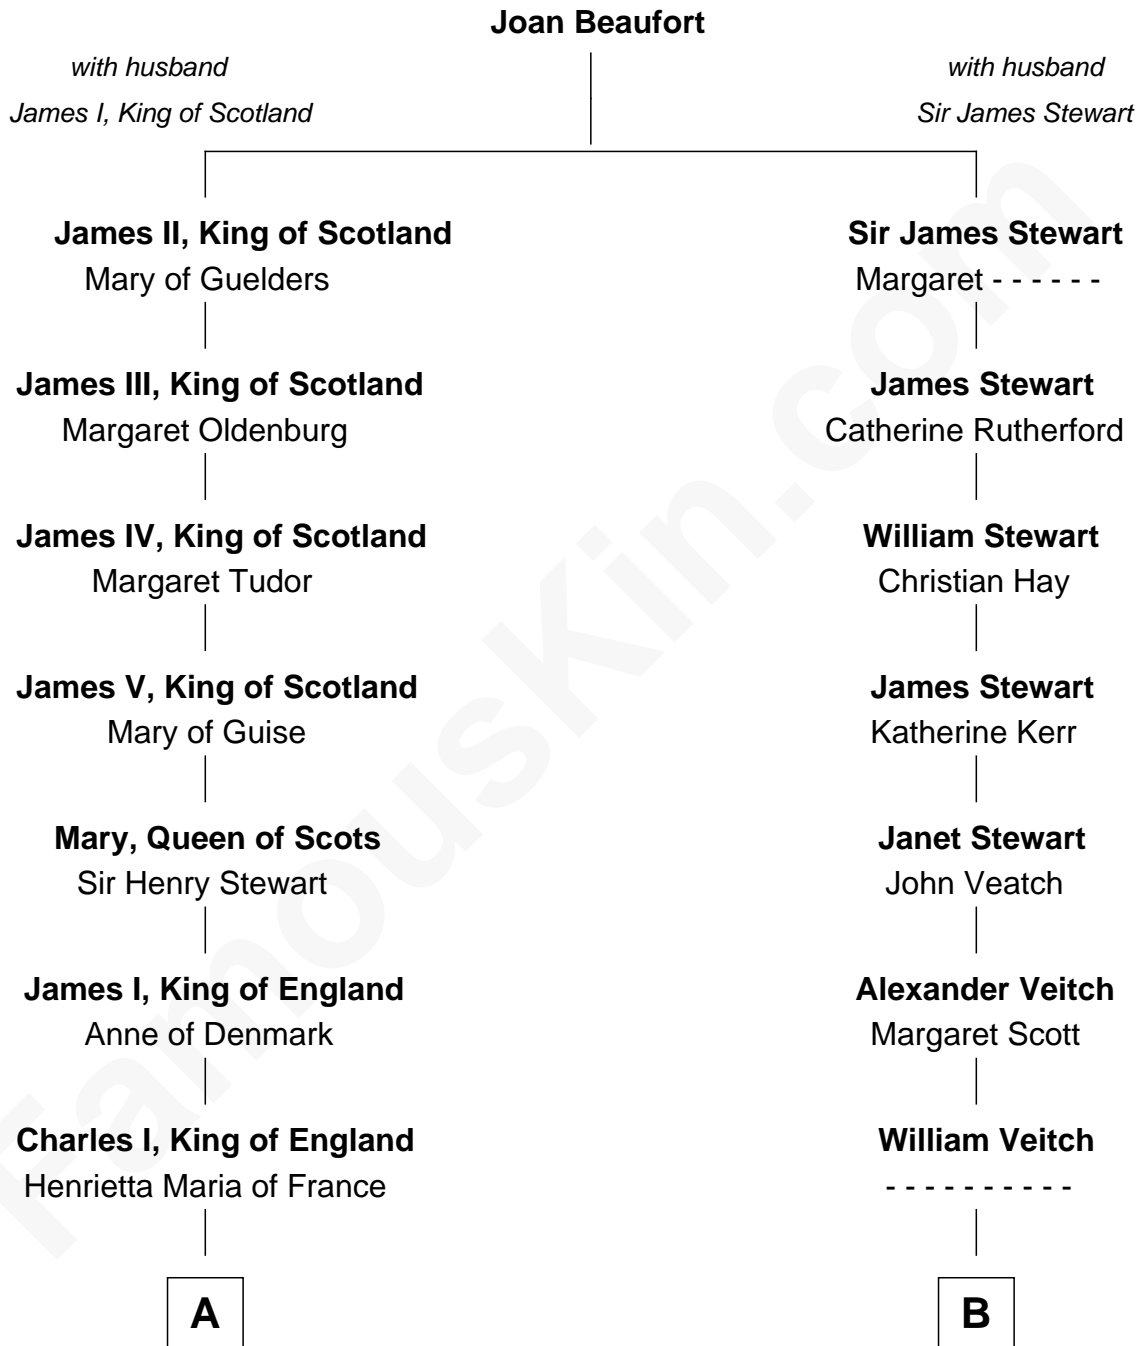 Joan Beaufort
with husband
James I, King of Scotland
with husband
Sir James Stewart
James II, King of Scotland
Mary of Guelders
Sir James Stewart
Margaret - - - - - -
James III, King of Scotland
Margaret Oldenburg
James Stewart
Catherine Rutherford
James IV, King of Scotland
Margaret Tudor
William Stewart
Christian Hay
James V, King of Scotland
Mary of Guise
James Stewart
Katherine Kerr
Mary, Queen of Scots
Sir Henry Stewart
Janet Stewart
John Veatch
James I, King of England
Anne of Denmark
Alexander Veitch
Margaret Scott
Charles I, King of England
Henrietta Maria of France
William Veitch
- - - - - - - - - -
A
B
FamousKin.com